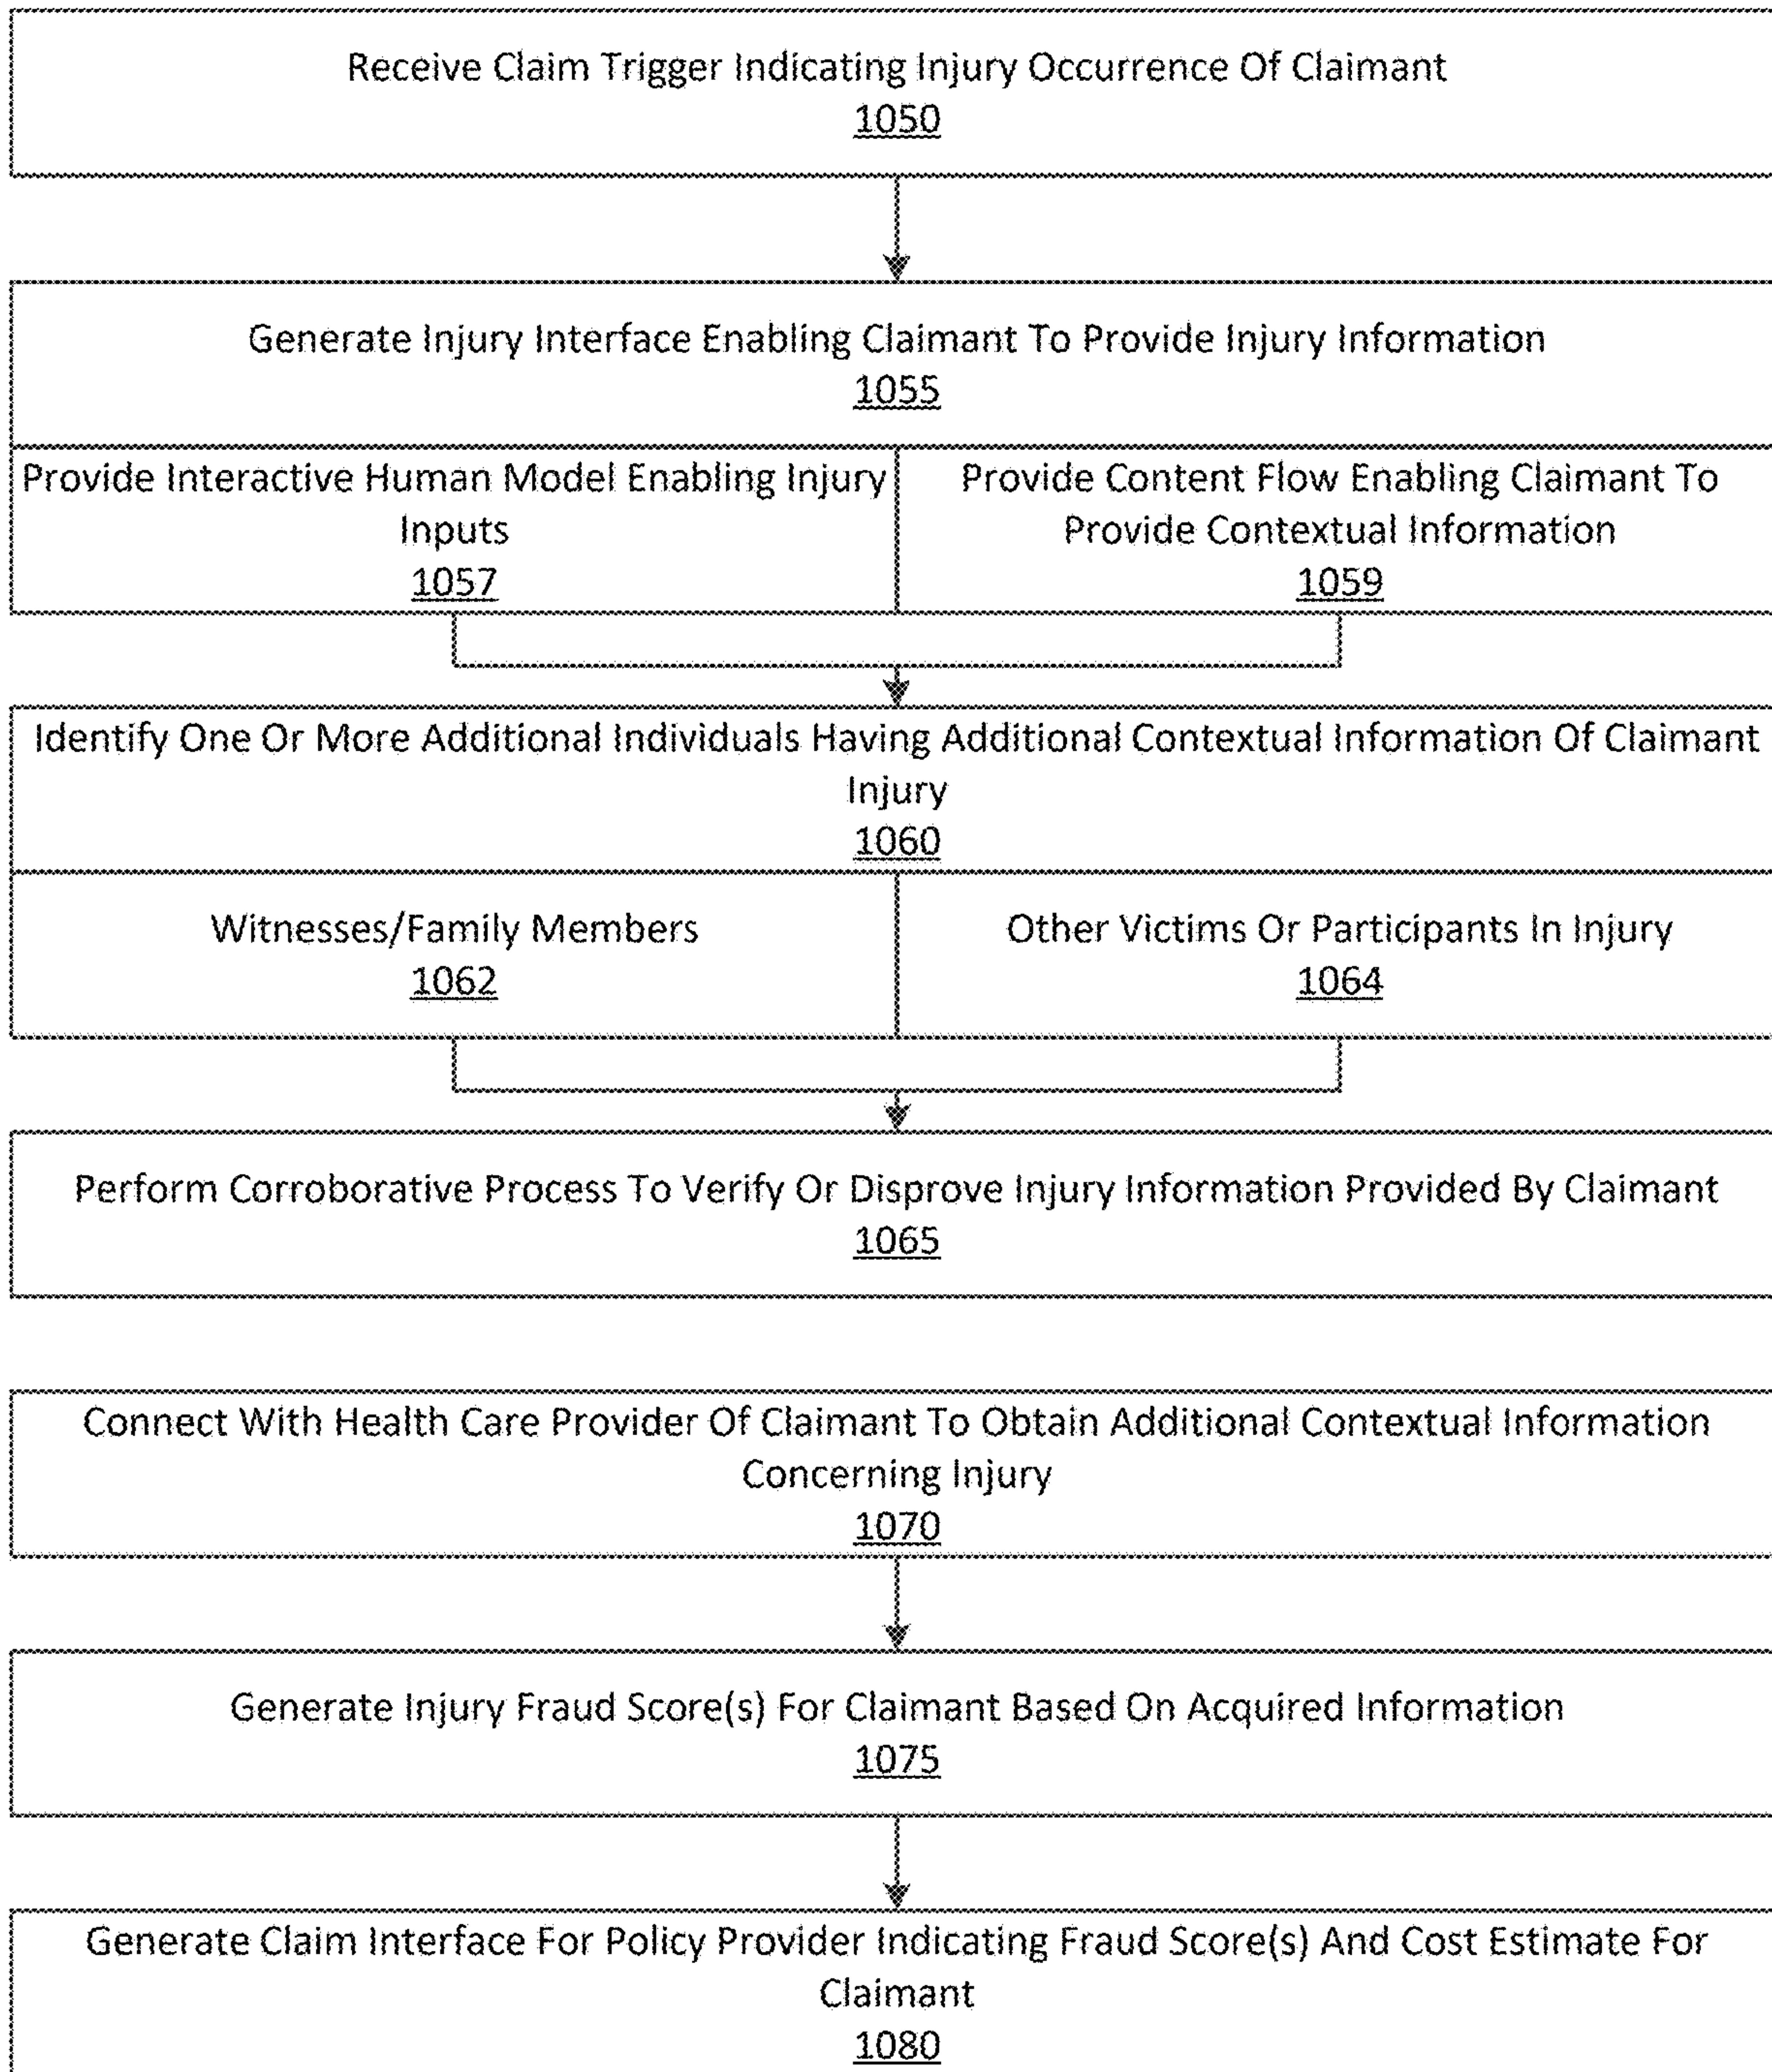 Receive Claim Trigger Indicating Injury Occurrence Of Claimant
1050
Generate Injury Interface Enabling Claimant To Provide Injury Information
1055
Provide Interactive Human Model Enabling Injury
Inputs
1057
Provide Content Flow Enabling Claimant To
Provide Contextual Information
1059
Identify One Or More Additional Individuals Having Additional Contextual Information Of Claimant
Injury
1060
Witnesses/Family Members
1062
Other Victims Or Participants In Injury
1064
Perform Corroborative Process To Verify Or Disprove Injury Information Provided By Claimant
1065
Connect With Health Care Provider Of Claimant To Obtain Additional Contextual Information
Concerning Injury
1070
Generate Injury Fraud Score(s) For Claimant Based On Acquired Information
1075
Generate Claim Interface For Policy Provider Indicating Fraud Score(s) And Cost Estimate For
Claimant
1080